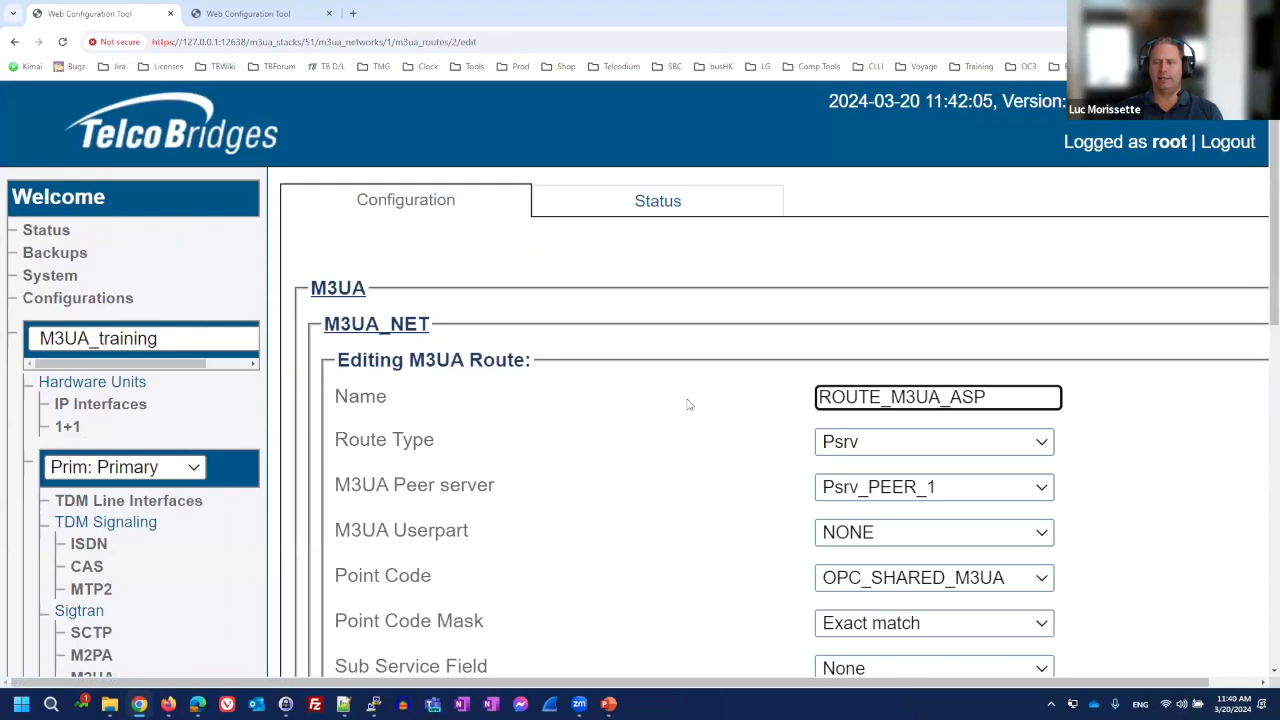 Web Configuration Tool
Web Configuration Tool
Not secure
https://127.0.0.1:12638/m3ua_stacks/51/m3ua_networks/1/m3ua_routes/2/edit
Kimai Bugz Jira Licenses TBWiki TBForum TB D/L TMG Clock Tools Prod Shop Telcodium SBC busHK LG Comp Tools CLLI Voyage Training OC3
Luc Morissette
TelcoBridges
2024-03-20 11:42:05, Version:
Logged as root | Logout
Welcome
Status
Backups
System
Configurations
M3UA_training
Hardware Units
IP Interfaces
1+1
Prim: Primary
TDM Line Interfaces
TDM Signaling
ISDN
CAS
MTP2
Sigtran
SCTP
M2PA
Configuration
Status
M3UA
M3UA_NET
Editing M3UA Route:
Name ROUTE_M3UA_ASP
Route Type Psrv
M3UA Peer server Psrv_PEER_1
M3UA Userpart NONE
Point Code OPC_SHARED_M3UA
Point Code Mask Exact match
Sub Service Field None
11:40 AM
3/20/2024